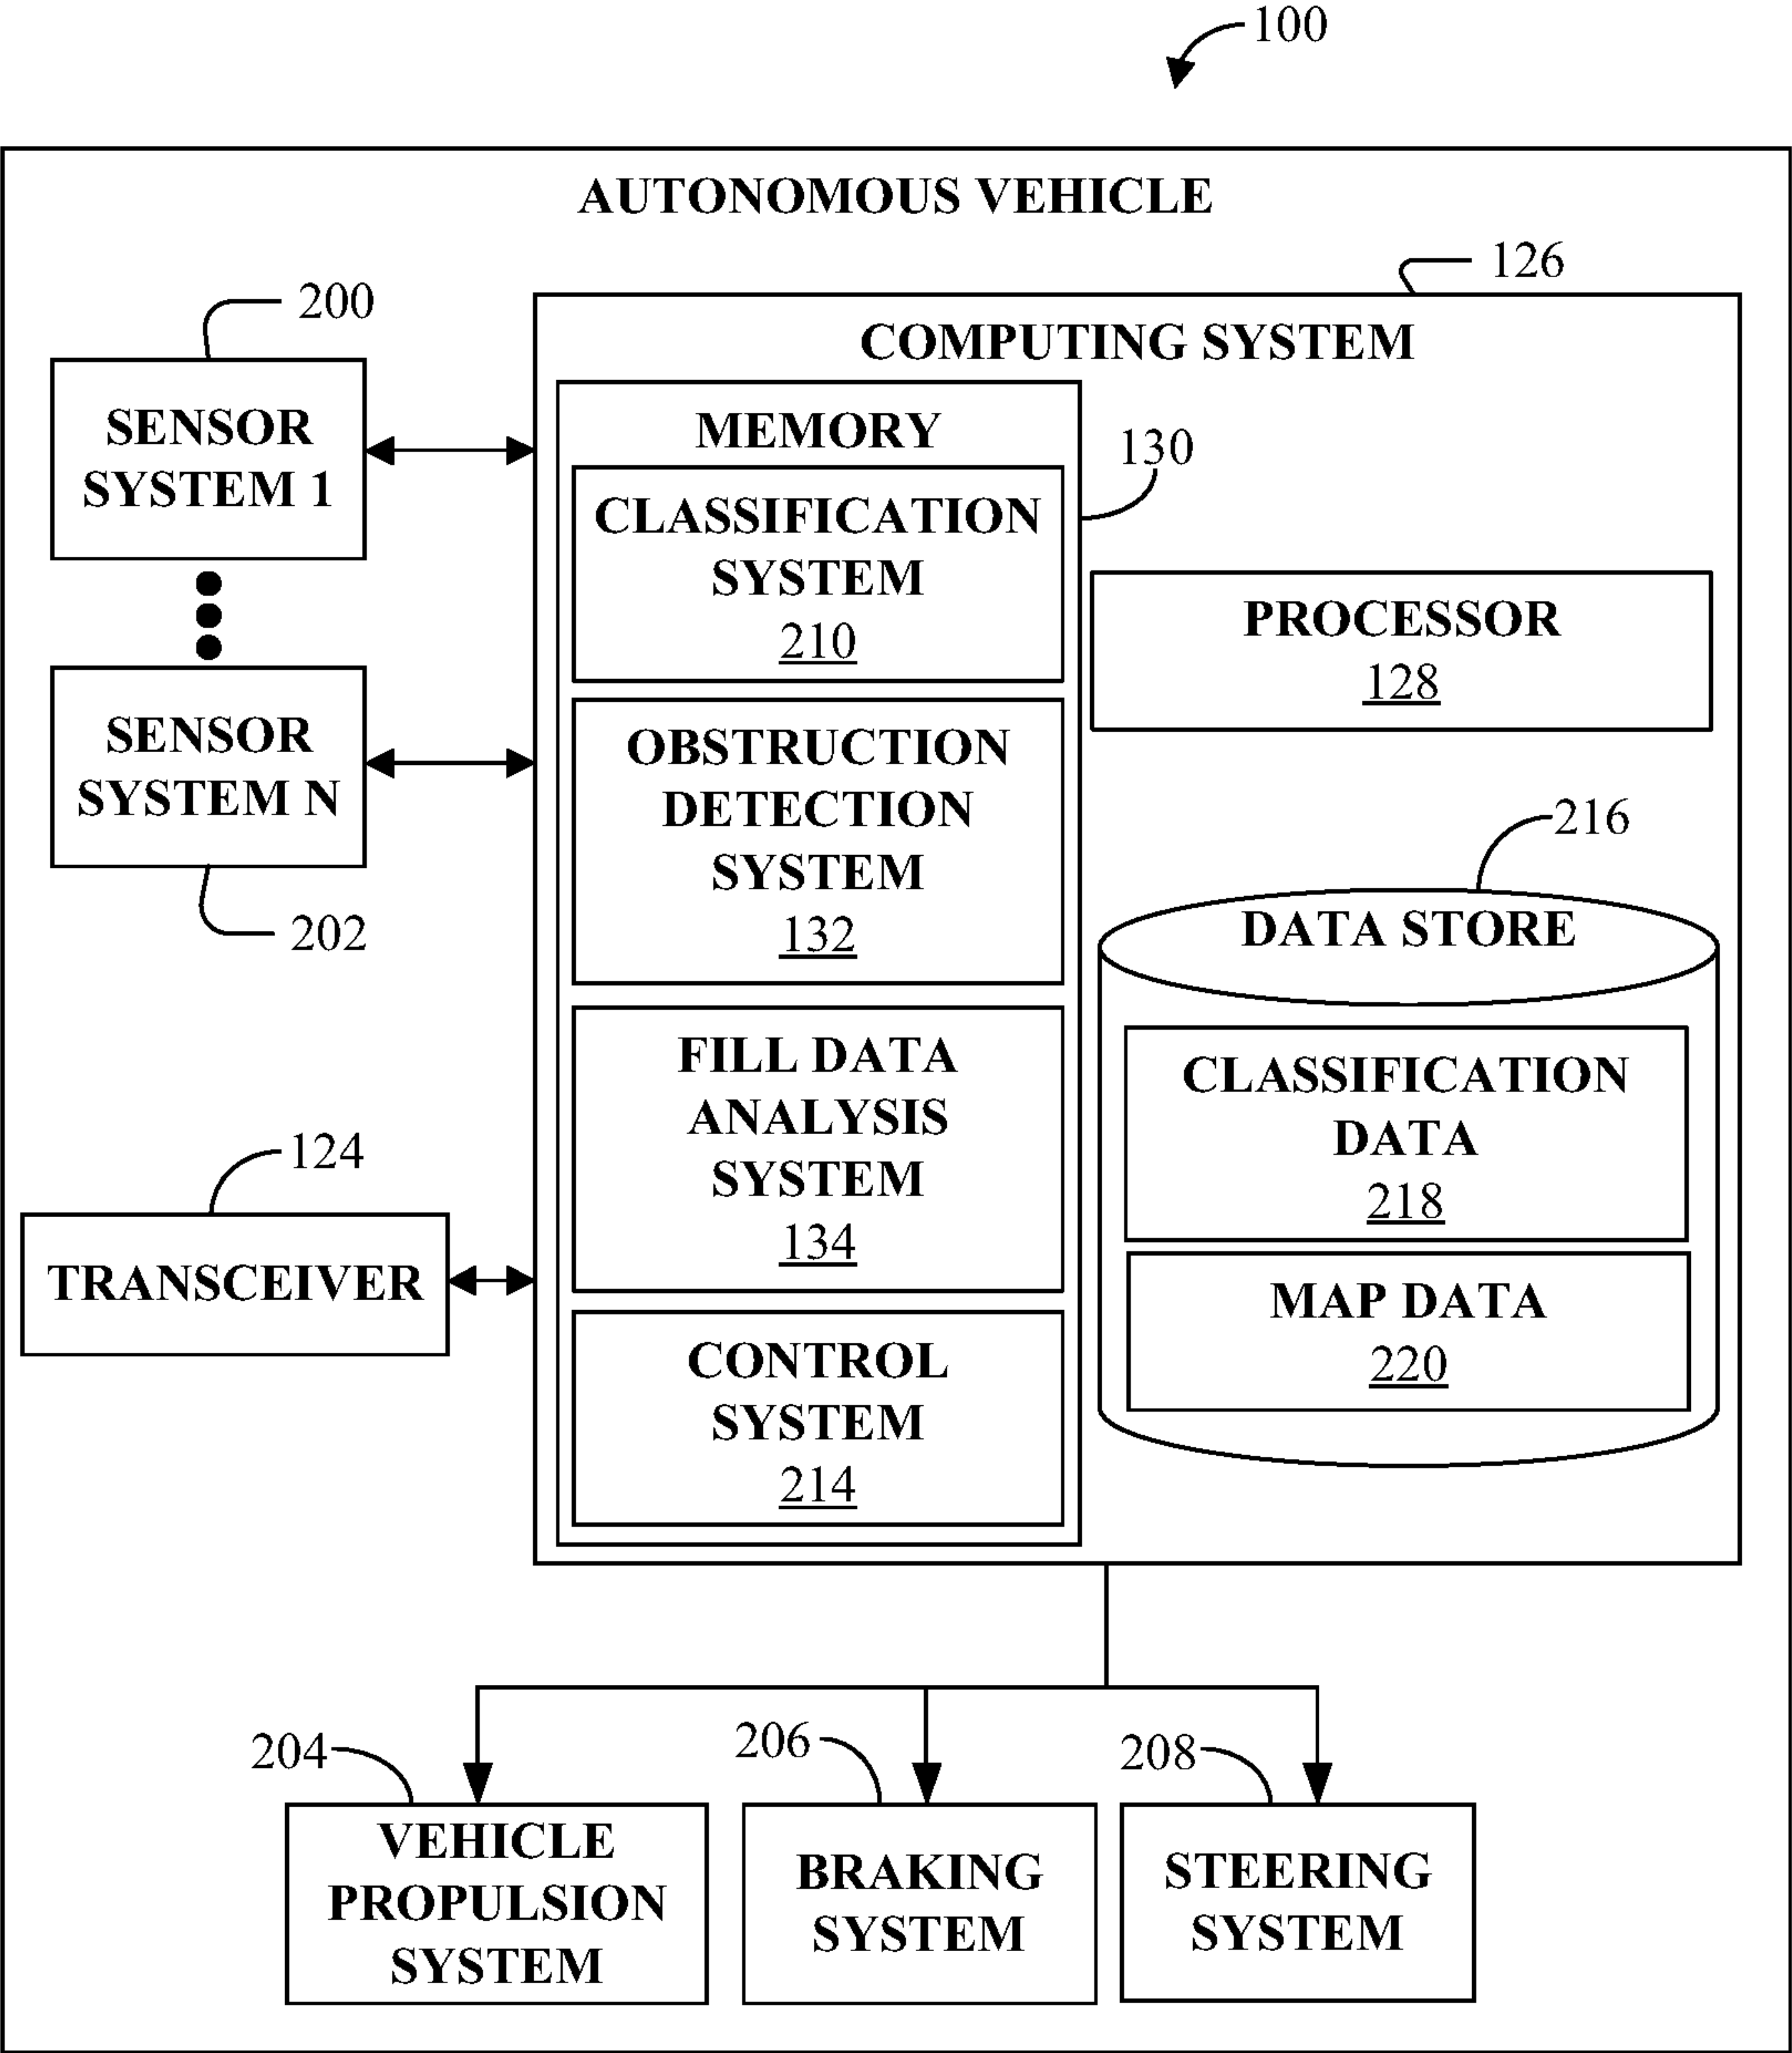 100
AUTONOMOUS VEHICLE
126
200
COMPUTING SYSTEM
SENSOR
SYSTEM 1
MEMORY
130
CLASSIFICATION
SYSTEM
210
PROCESSOR
128
SENSOR
SYSTEM N
202
OBSTRUCTION
DETECTION
SYSTEM
132
216
DATA STORE
FILL DATA
ANALYSIS
SYSTEM
134
CLASSIFICATION
DATA
218
124
TRANSCEIVER
MAP DATA
220
CONTROL
SYSTEM
214
204
206
208
VEHICLE
PROPULSION
SYSTEM
BRAKING
SYSTEM
STEERING
SYSTEM